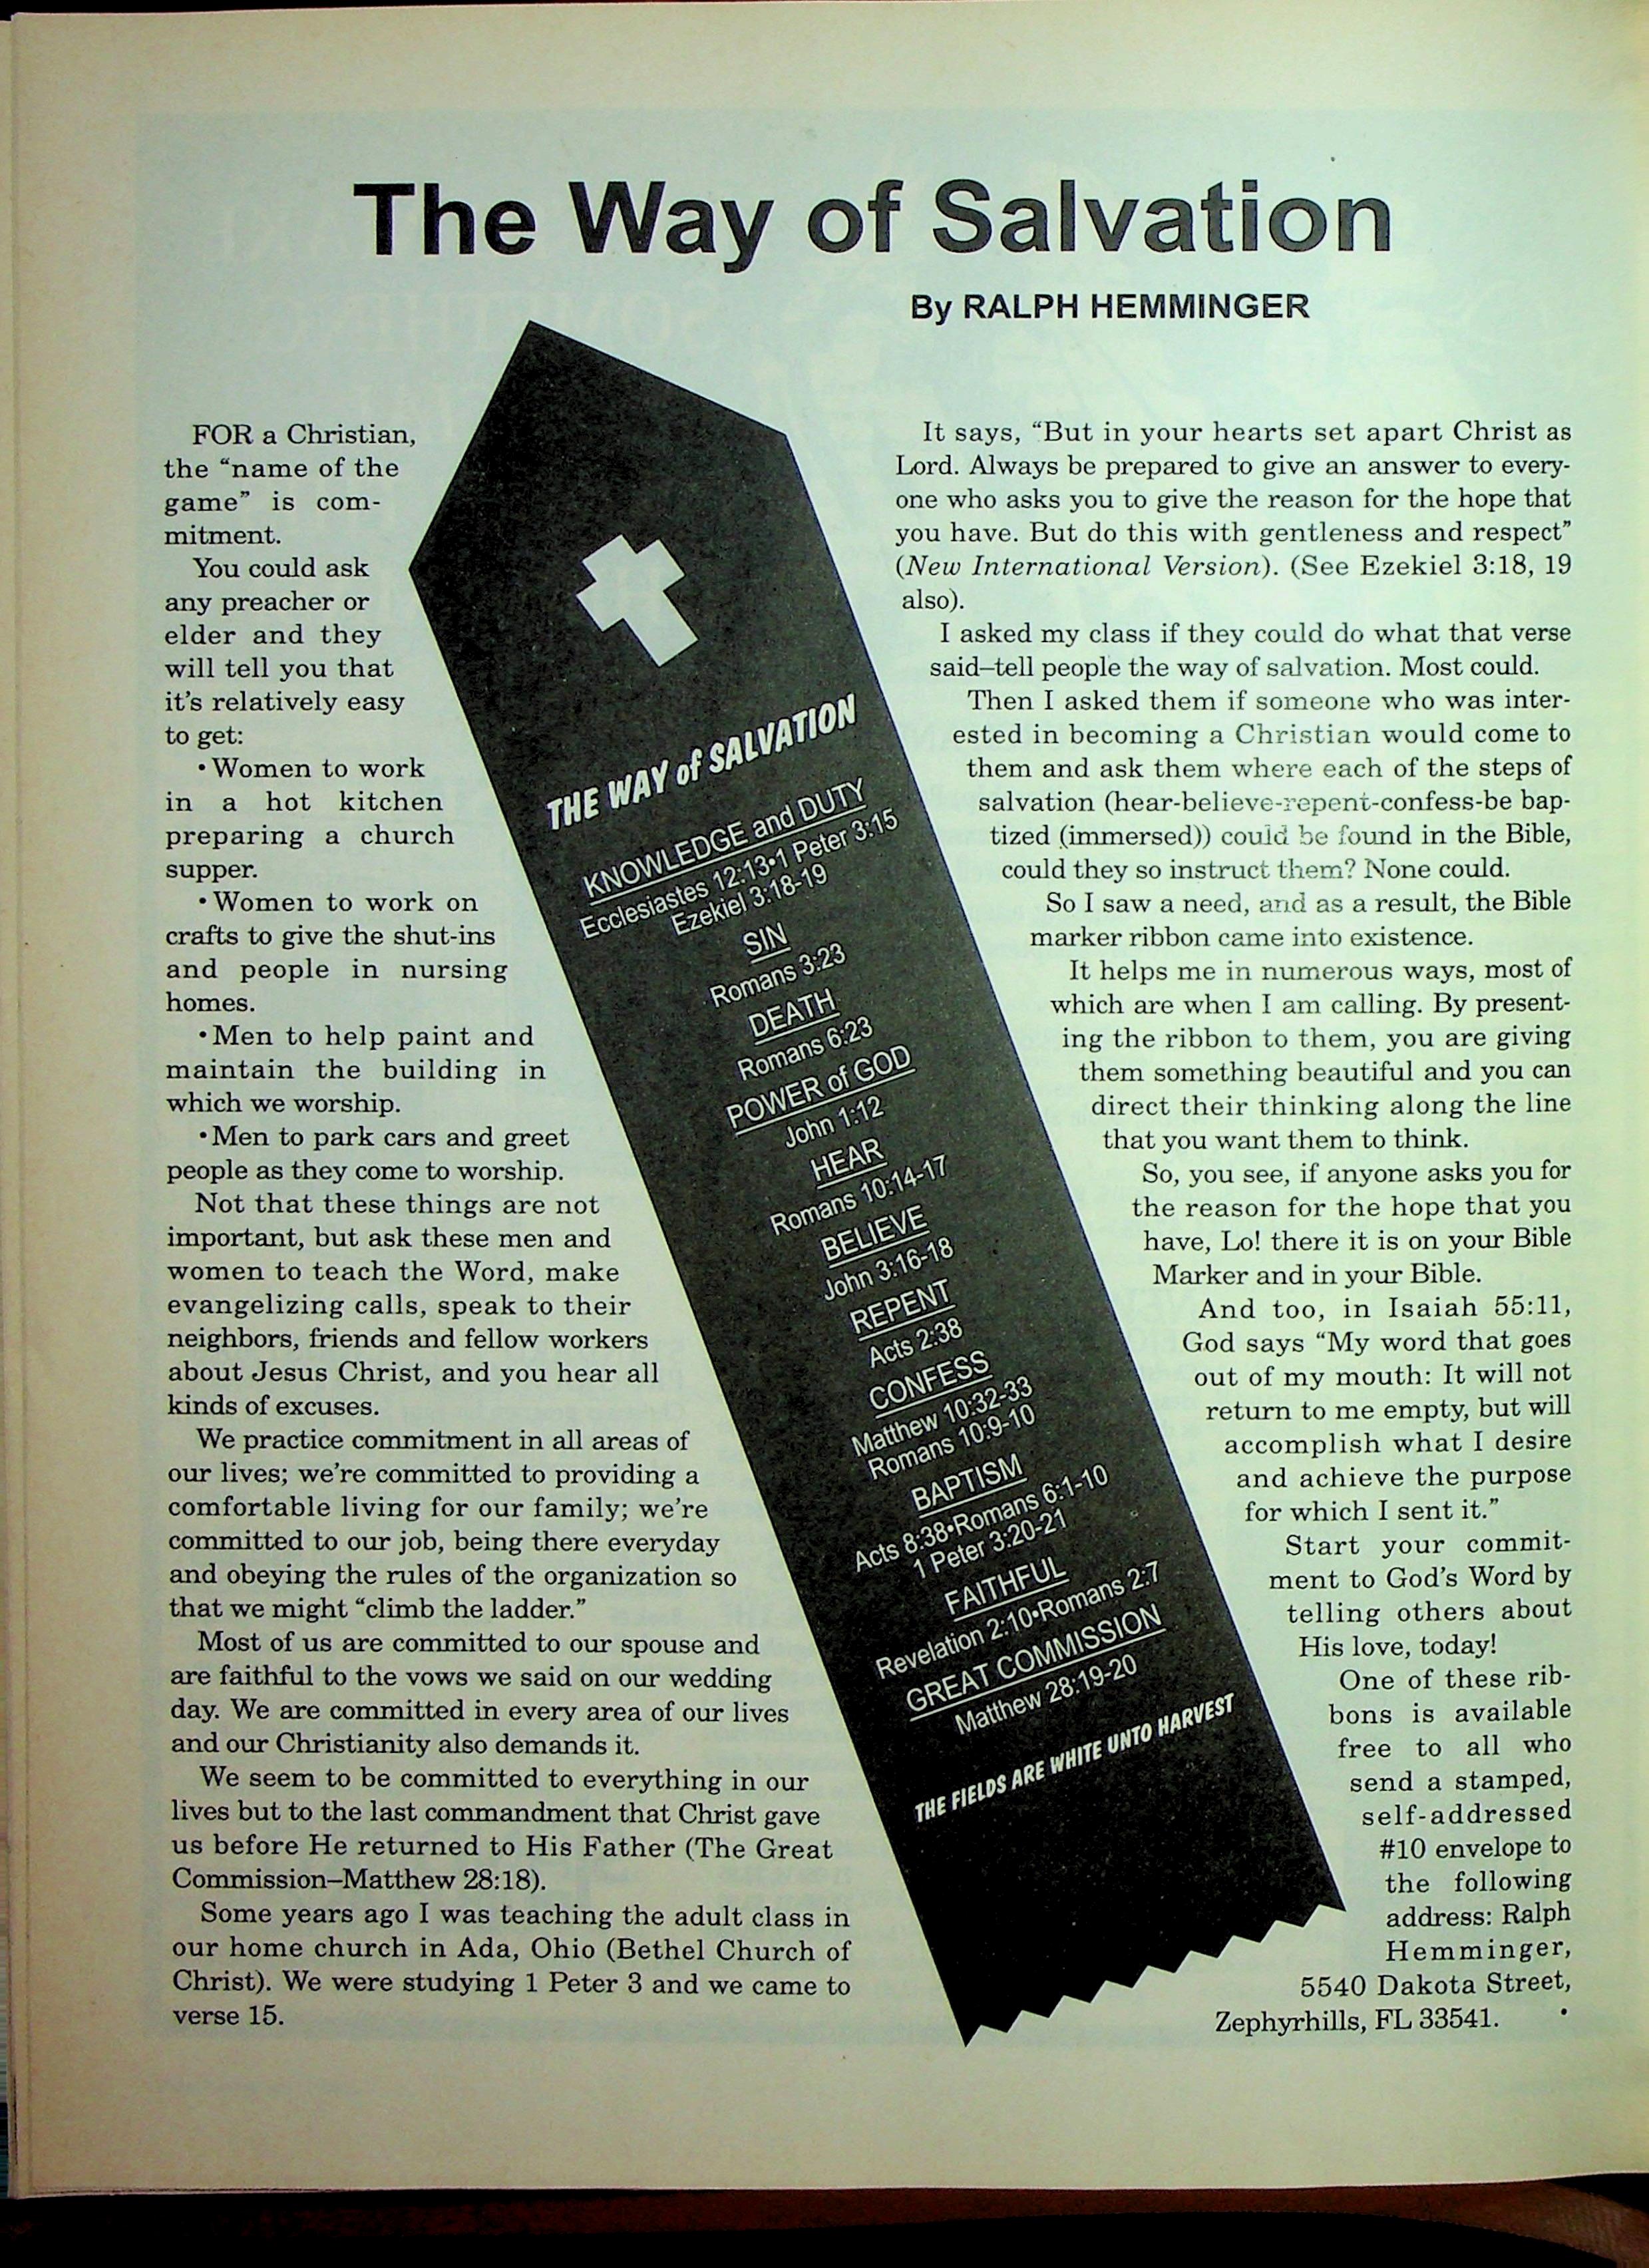 The Way of Salvation
By RALPH HEMMINGER
FOR a Christian,
the “name of the
game” is com-
mitment.
You could ask
any preacher or
elder and they
will tell you that
it’s relatively easy
to get:
•Women to work
in a hot kitchen
preparing a church
supper.
•Women to work on
crafts to give the shut-ins
and people in nursing
homes.
•Men to help paint and
maintain the building in
which we worship.
•Men to park cars and greet
people as they come to worship.
Not that these things are not
important, but ask these men and
women to teach the Word, make
evangelizing calls, speak to their
neighbors, friends and fellow workers
about Jesus Christ, and you hear all
kinds of excuses.
We practice commitment in all areas of
our lives; we’re committed to providing a
comfortable living for our family; we’re
committed to our job, being there everyday
and obeying the rules of the organization so
that we might “climb the ladder.”
Most of us are committed to our spouse and
are faithful to the vows we said on our wedding
day. We are committed in every area of our lives
and our Christianity also demands it.
We seem to be committed to everything in our
lives but to the last commandment that Christ gave
us before He returned to His Father (The Great
Commission–Matthew 28:18).
Some years ago I was teaching the adult class in
our home church in Ada, Ohio (Bethel Church of
Christ). We were studying 1 Peter 3 and we came to
verse 15.
THE WAY of SALVATION
KNOWLEDGE and DUTY
Ecclesiastes 12:13•1 Peter 3:15
Ezekiel 3:18-19
SIN
Romans 3:23
DEATH
Romans 6:23
POWER of GOD
John 1:12
HEAR
Romans 10:14-17
BELIEVE
John 3:16-18
REPENT
Acts 2:38
CONFESS
Matthew 10:32-33
Romans 10:9-10
BAPTISM
Acts 8:38•Romans 6:1-10
1 Peter 3:20-21
FAITHFUL
Revelation 2:10•Romans 2:7
GREAT COMMISSION
Matthew 28:19-20
THE FIELDS ARE WHITE UNTO HARVEST
It says, “But in your hearts set apart Christ as
Lord. Always be prepared to give an answer to every-
one who asks you to give the reason for the hope that
you have. But do this with gentleness and respect”
(New International Version). (See Ezekiel 3:18, 19
also).
I asked my class if they could do what that verse
said–tell people the way of salvation. Most could.
Then I asked them if someone who was inter-
ested in becoming a Christian would come to
them and ask them where each of the steps of
salvation (hear-believe-repent-confess-be bap-
tized (immersed)) could be found in the Bible,
could they so instruct them? None could.
So I saw a need, and as a result, the Bible
marker ribbon came into existence.
It helps me in numerous ways, most of
which are when I am calling. By present-
ing the ribbon to them, you are giving
them something beautiful and you can
direct their thinking along the line
that you want them to think.
So, you see, if anyone asks you for
the reason for the hope that you
have, Lo! there it is on your Bible
Marker and in your Bible.
And too, in Isaiah 55:11,
God says “My word that goes
out of my mouth: It will not
return to me empty, but will
accomplish what I desire
and achieve the purpose
for which I sent it.”
Start your commit-
ment to God’s Word by
telling others about
His love, today!
One of these rib-
bons is available
free to all who
send a stamped,
self-addressed
#10 envelope to
the following
address: Ralph
Hemminger,
5540 Dakota Street,
Zephyrhills, FL 33541. •